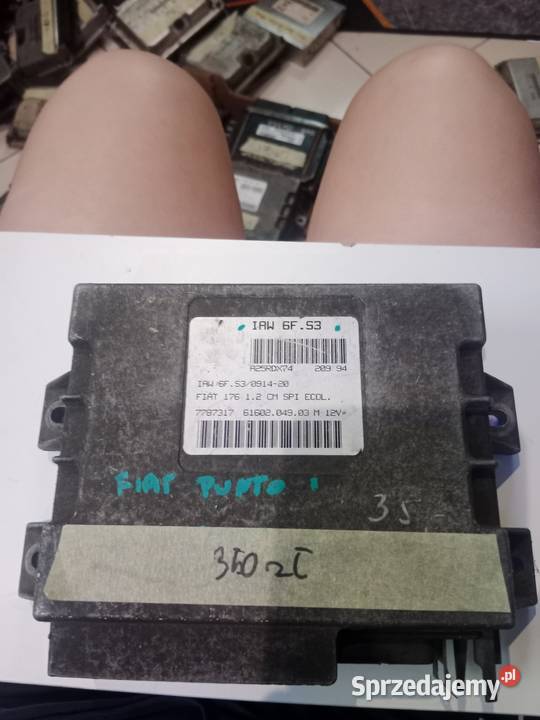 IAW 6F.S3
A25RDX74 209 94
IAW 6F.S3/0914-20
FIAT 176 1.2 CM SPI ECOL.
7787317 61602.049.03 M 12V=
FIAT PUNTO I
35,-
350 zł
Sprzedajemy.pl